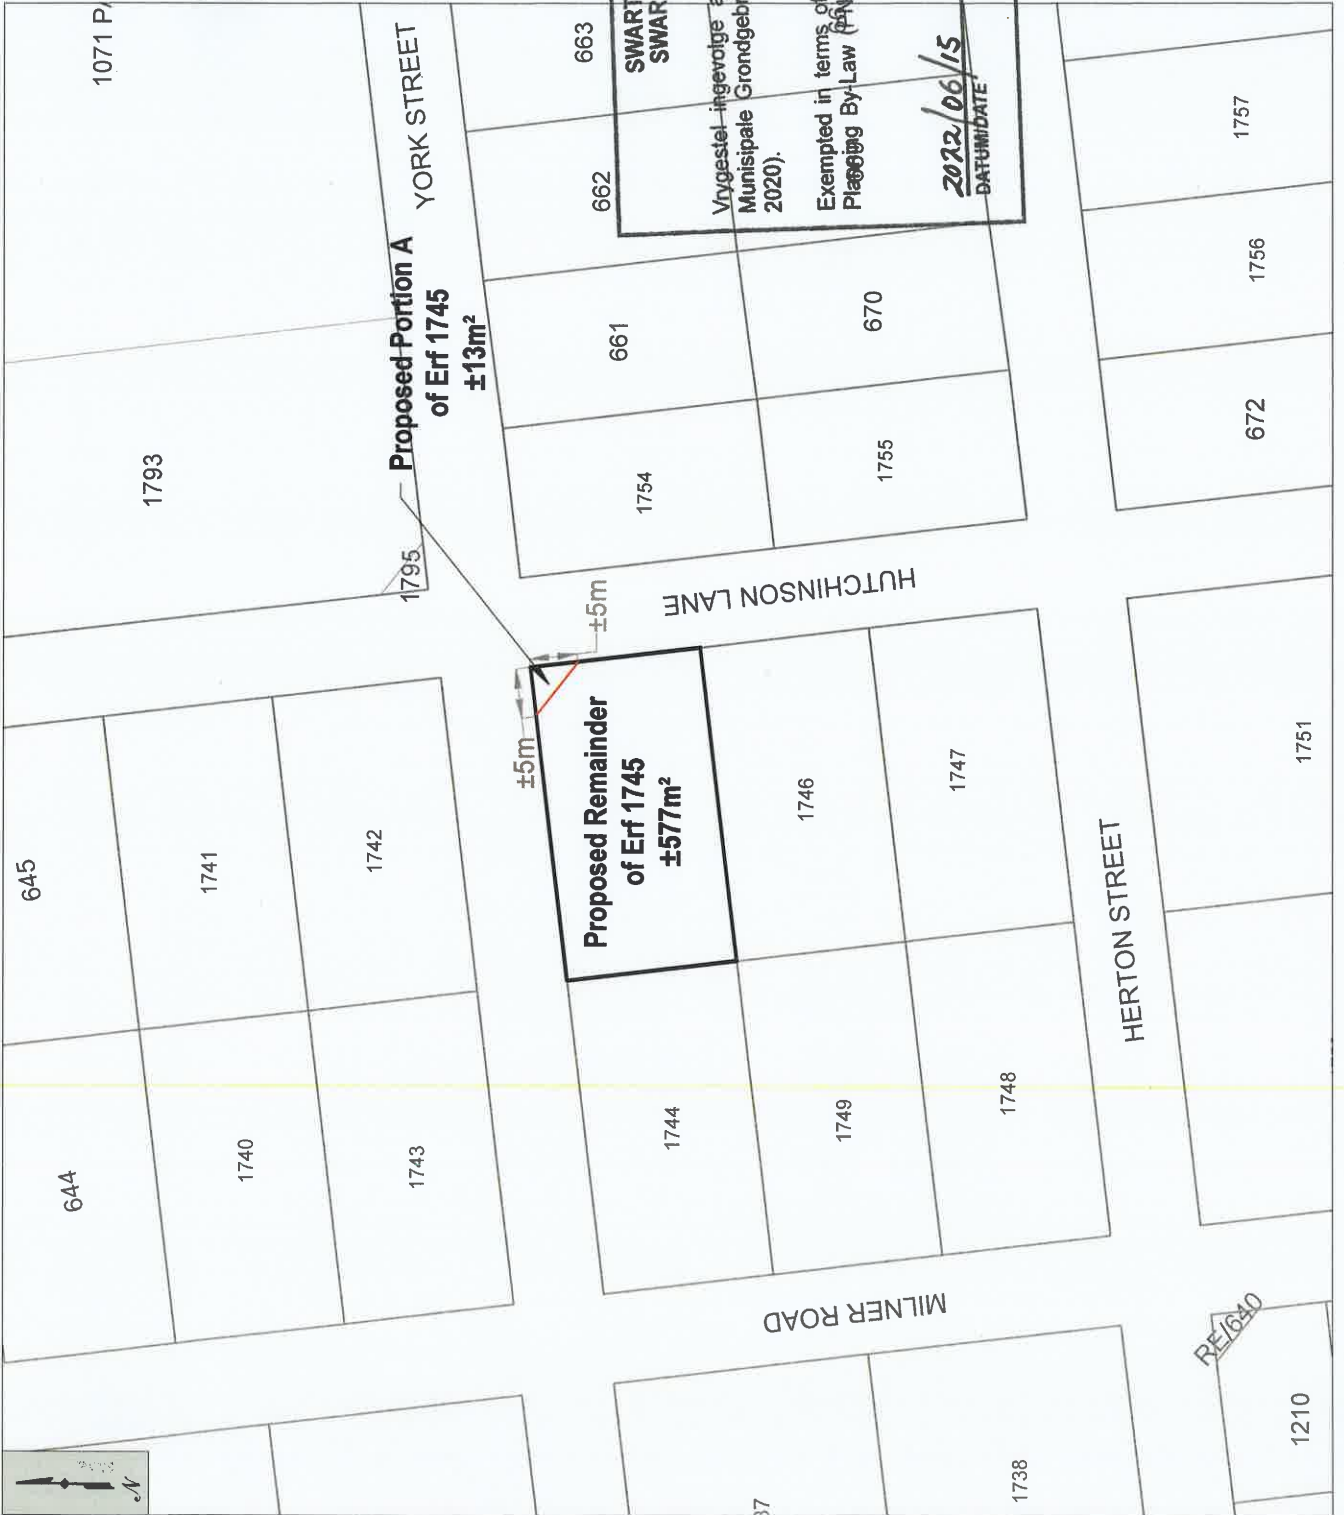 1071 P
YORK STREET
663
662
SWART
SWAR
Vrygestel ingevolge
Munisipale Grondgeb
2020).
Exempted in terms of
Planning By-Law
2022/06/15
DATUM/DATE
1793
1795
Proposed Portion A
of Erf 1745
±13m²
661
670
1754
1755
1757
1756
672
HUTCHINSON LANE
±5m
±5m
Proposed Remainder
of Erf 1745
±577m²
645
1741
1742
1746
1747
1751
HERTON STREET
644
1740
1743
1744
1749
1748
MILNER ROAD
RE/640
1210
1738
37
N